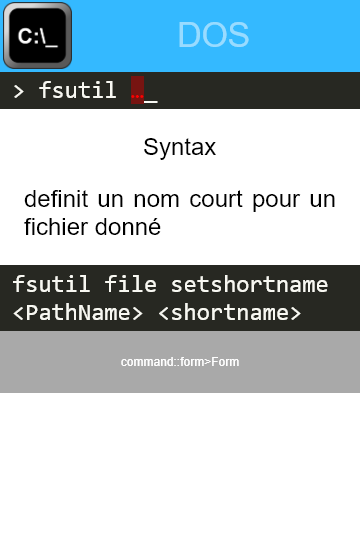 C:\_
DOS
> fsutil …_
Syntax
definit un nom court pour un
fichier donné
fsutil file setshortname
<PathName> <shortname>
command::form>Form